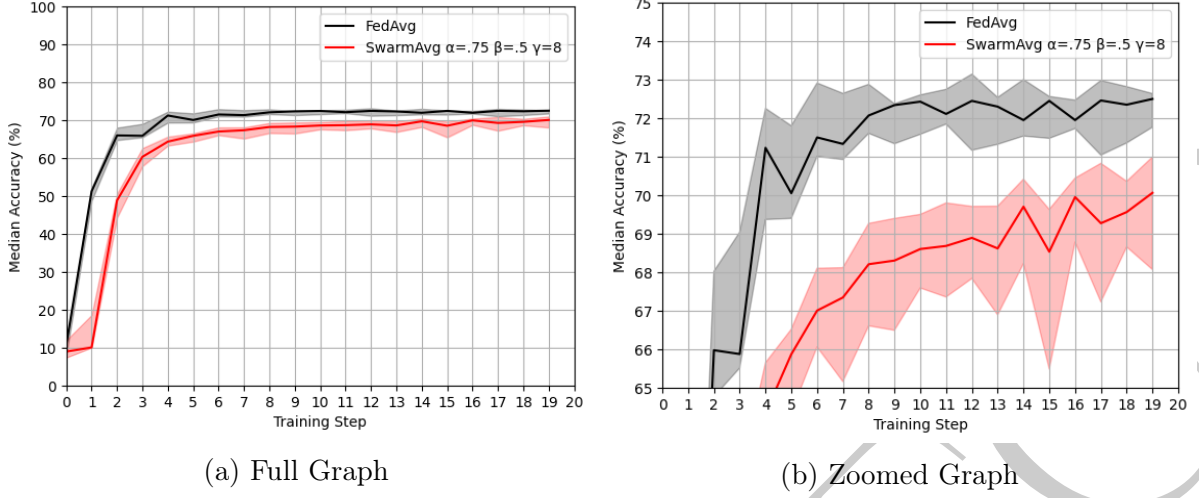 100
90
80
70
60
50
40
30
20
10
0
Median Accuracy (%)
FedAvg
SwarmAvg α=.75 β=.5 γ=8
0 1 2 3 4 5 6 7 8 9 10 11 12 13 14 15 16 17 18 19 20
Training Step
(a) Full Graph
75
74
73
72
71
70
69
68
67
66
65
Median Accuracy (%)
FedAvg
SwarmAvg α=.75 β=.5 γ=8
0 1 2 3 4 5 6 7 8 9 10 11 12 13 14 15 16 17 18 19 20
Training Step
(b) Zoomed Graph